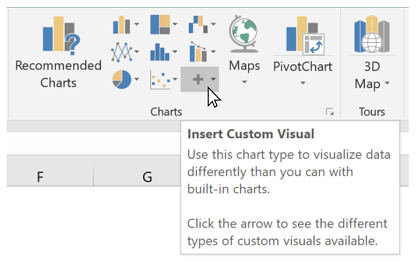 Recommended
Charts
Maps
PivotChart
3D
Map
Charts
Tours
Insert Custom Visual
Use this chart type to visualize data
differently than you can with
built-in charts.
Click the arrow to see the different
types of custom visuals available.
F
G